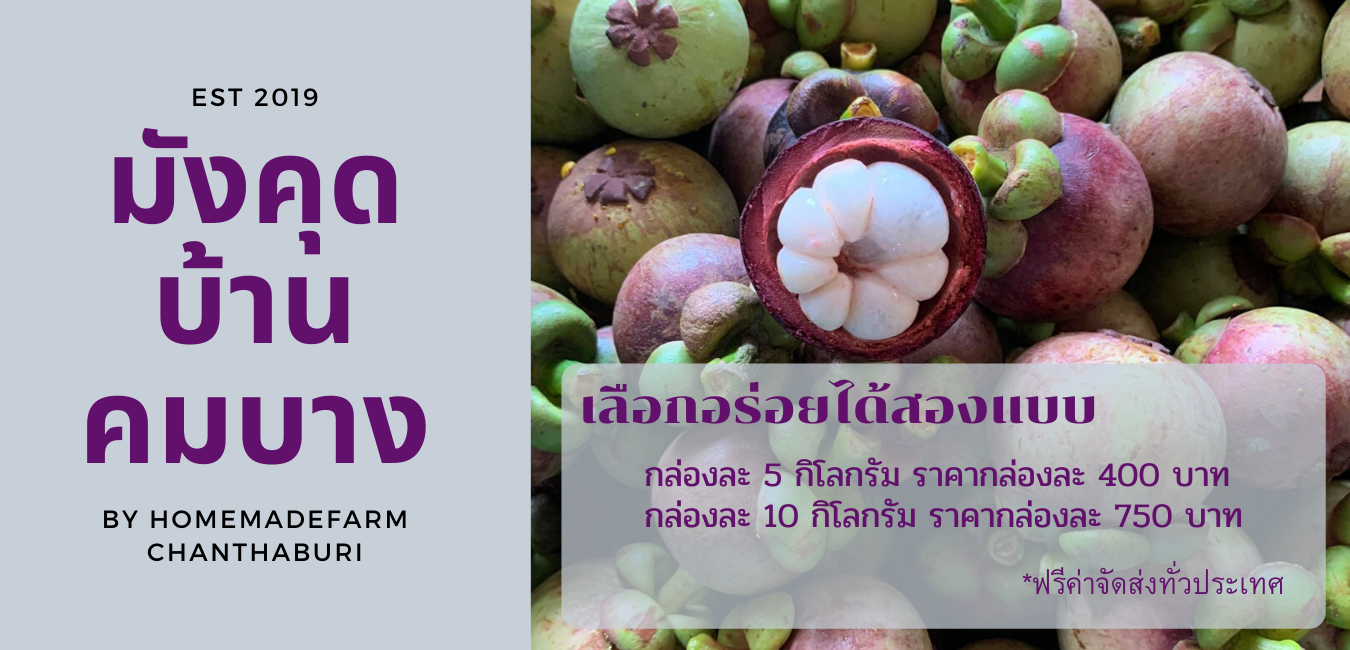 EST 2019
มังคุด
บ้าน
คมบาง
BY HOMEMADEFARM
CHANTHABURI
เลือกอร่อยได้สองแบบ
กล่องละ 5 กิโลกรัม ราคากล่องละ 400 บาท
กล่องละ 10 กิโลกรัม ราคากล่องละ 750 บาท
*ฟรีค่าจัดส่งทั่วประเทศ